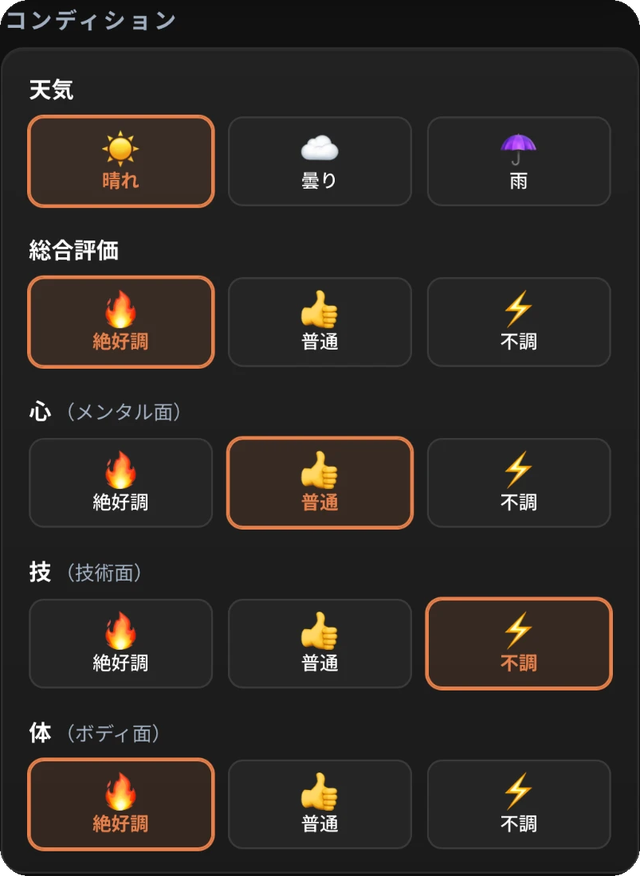 コンディション
天気
晴れ 曇り 雨
総合評価
絶好調 普通 不調
心 （メンタル面）
絶好調 普通 不調
技 （技術面）
絶好調 普通 不調
体 （ボディ面）
絶好調 普通 不調